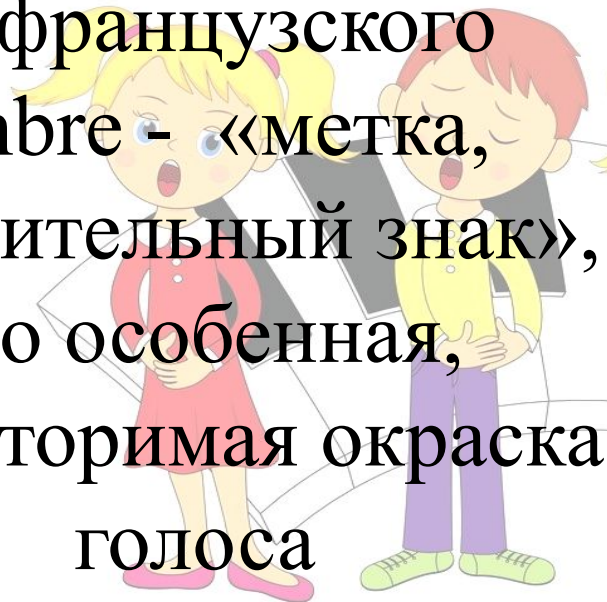 французского
bre - «метка,
ительный знак»,
о особенная,
торимая окраска
голоса